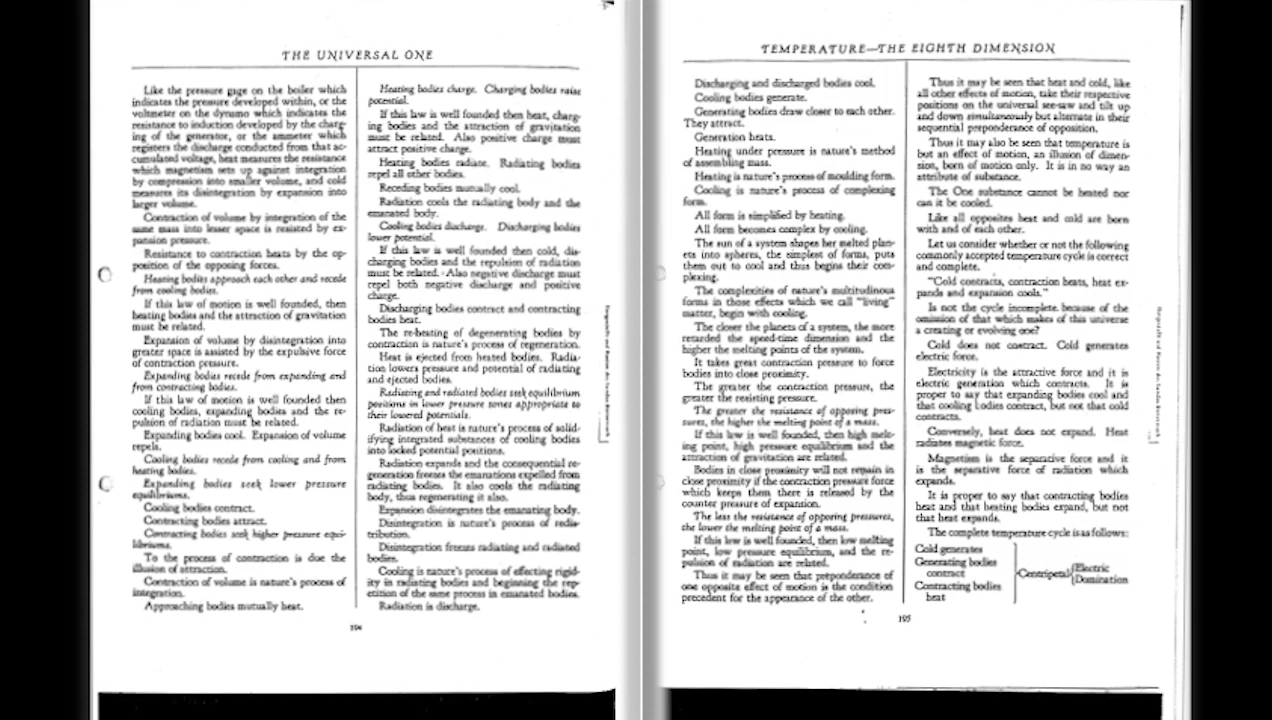 THE UNIVERSAL ONE
Like the pressure gage on the boiler which
indicates the pressure developed within, or the
voltmeter on the dynamo which indicates the
resistance to induction developed by the charg-
ing of the generator, or the ammeter which
registers the discharge conducted from that ac-
cumulated voltage, heat measures the resistance
which magnetism sets up against integration
by compression into smaller volume, and cold
measures its disintegration by expansion into
larger volume.
Contraction of volume by integration of the
same mass into lesser space is resisted by ex-
pansion pressure.
Resistance to contraction heats by the op-
position of the opposing forces.
Heating bodies approach each other and recede
from cooling bodies.
If this law of motion is well founded, then
heating bodies and the attraction of gravitation
must be related.
Expansion of volume by disintegration into
greater space is assisted by the expulsive force
of contraction pressure.
Expanding bodies recede from expanding and
from contracting bodies.
If this law of motion is well founded then
cooling bodies, expanding bodies and the re-
pulsion of radiation must be related.
Expanding bodies cool. Expansion of volume
repels.
Cooling bodies recede from cooling and from
heating bodies.
Expanding bodies seek lower pressure
equilibriums.
Cooling bodies contract.
Contracting bodies attract.
Contracting bodies seek higher pressure equi-
libriums.
To the process of contraction is due the
illusion of attraction.
Contraction of volume is nature's process of
integration.
Approaching bodies mutually heat.
Heating bodies charge. Charging bodies raise
potential.
If this law is well founded then heat, charg-
ing bodies and the attraction of gravitation
must be related. Also positive charge must
attract positive charge.
Heating bodies radiate. Radiating bodies
repel all other bodies.
Receding bodies mutually cool.
Radiation cools the radiating body and the
emanated body.
Cooling bodies discharge. Discharging bodies
lower potential.
If this law is well founded then cold, dis-
charging bodies and the repulsion of radiation
must be related. Also negative discharge must
repel both negative discharge and positive
charge.
Discharging bodies contract and contracting
bodies heat.
The re-heating of degenerating bodies by
contraction is nature's process of regeneration.
Heat is ejected from heated bodies. Radia-
tion lowers pressure and potential of radiating
and ejected bodies.
Radiating and radiated bodies seek equilibrium
positions in lower pressure zones appropriate to
their lowered potentials.
Radiation of heat is nature's process of solid-
ifying integrated substances of cooling bodies
into locked potential positions.
Radiation expands and the consequential re-
generation freezes the emanations expelled from
radiating bodies. It also cools the radiating
body, thus regenerating it also.
Expansion disintegrates the emanating body.
Disintegration is nature's process of redis-
tribution.
Disintegration freezes radiating and radiated
bodies.
Cooling is nature's process of effecting rigid-
ity in radiating bodies and beginning the rep-
etition of the same process in emanated bodies.
Radiation is discharge.
194
TEMPERATURE—THE EIGHTH DIMENSION
Discharging and discharged bodies cool.
Cooling bodies generate.
Generating bodies draw closer to each other.
They attract.
Generation heats.
Heating under pressure is nature's method
of assembling mass.
Heating is nature's process of moulding form.
Cooling is nature's process of complexing
form.
All form is simplified by heating.
All form becomes complex by cooling.
The sun of a system shapes her melted plan-
ets into spheres, the simplest of forms, puts
them out to cool and thus begins their com-
plexing.
The complexities of nature's multitudinous
forms in those effects which we call "living"
matter, begin with cooling.
The closer the planets of a system, the more
retarded the speed-time dimension and the
higher the melting points of the system.
It takes great contraction pressure to force
bodies into close proximity.
The greater the contraction pressure, the
greater the resisting pressure.
The greater the resistance of opposing pres-
sures, the higher the melting point of a mass.
If this law is well founded, then high melt-
ing point, high pressure equilibrium and the
attraction of gravitation are related.
Bodies in close proximity will not remain in
close proximity if the contraction pressure force
which keeps them there is released by the
counter pressure of expansion.
The less the resistance of opposing pressures,
the lower the melting point of a mass.
If this law is well founded, then low melting
point, low pressure equilibrium, and the re-
pulsion of radiation are related.
Thus it may be seen that preponderance of
one opposite effect of motion is the condition
precedent for the appearance of the other.
Thus it may be seen that heat and cold, like
all other effects of motion, take their respective
positions on the universal see-saw and tilt up
and down simultaneously but alternate in their
sequential preponderance of opposition.
Thus it may also be seen that temperature is
but an effect of motion, an illusion of dimen-
sion, born of motion only. It is in no way an
attribute of substance.
The One substance cannot be heated nor
can it be cooled.
Like all opposites heat and cold are born
with and of each other.
Let us consider whether or not the following
commonly accepted temperature cycle is correct
and complete.
"Cold contracts, contraction heats, heat ex-
pands and expansion cools."
Is not the cycle incomplete because of the
omission of that which makes of this universe
a creating or evolving one?
Cold does not contract. Cold generates
electric force.
Electricity is the attractive force and it is
electric generation which contracts. It is
proper to say that expanding bodies cool and
that cooling bodies contract, but not that cold
contracts.
Conversely, heat does not expand. Heat
radiates magnetic force.
Magnetism is the separative force and it
is the separative force of radiation which
expands.
It is proper to say that contracting bodies
heat and that heating bodies expand, but not
that heat expands.
The complete temperature cycle is as follows:
Cold generates
Generating bodies
contract
Contracting bodies
heat
Centripetal
Electric
Domination
195